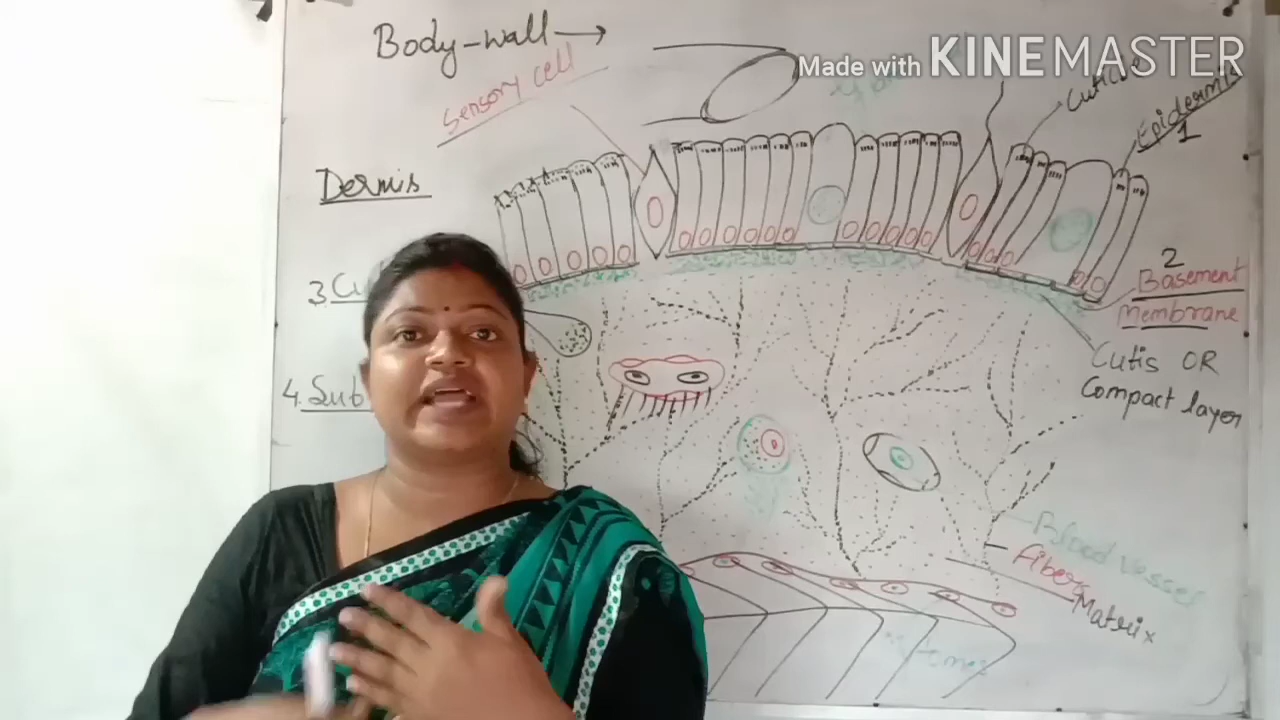 Body-wall →
Made with KINEMASTER
Sensory cell
Epidermis
1
Dermis
2
Basement
Membrane
3.
Cutis OR
Compact layer
4. Sub
Blood vessel
fibers
Matrix